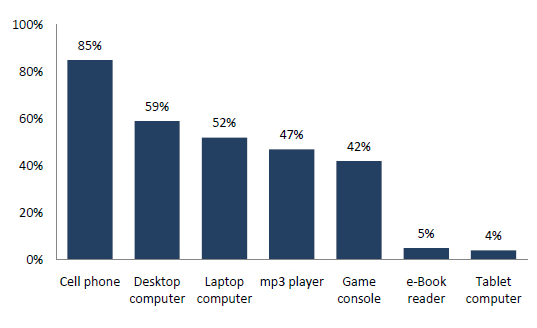 100%
80%
60%
40%
20%
0%
85%
59%
52%
47%
42%
5%
4%
Cell phone
Desktop
computer
Laptop
computer
mp3 player
Game
console
e-Book
reader
Tablet
computer